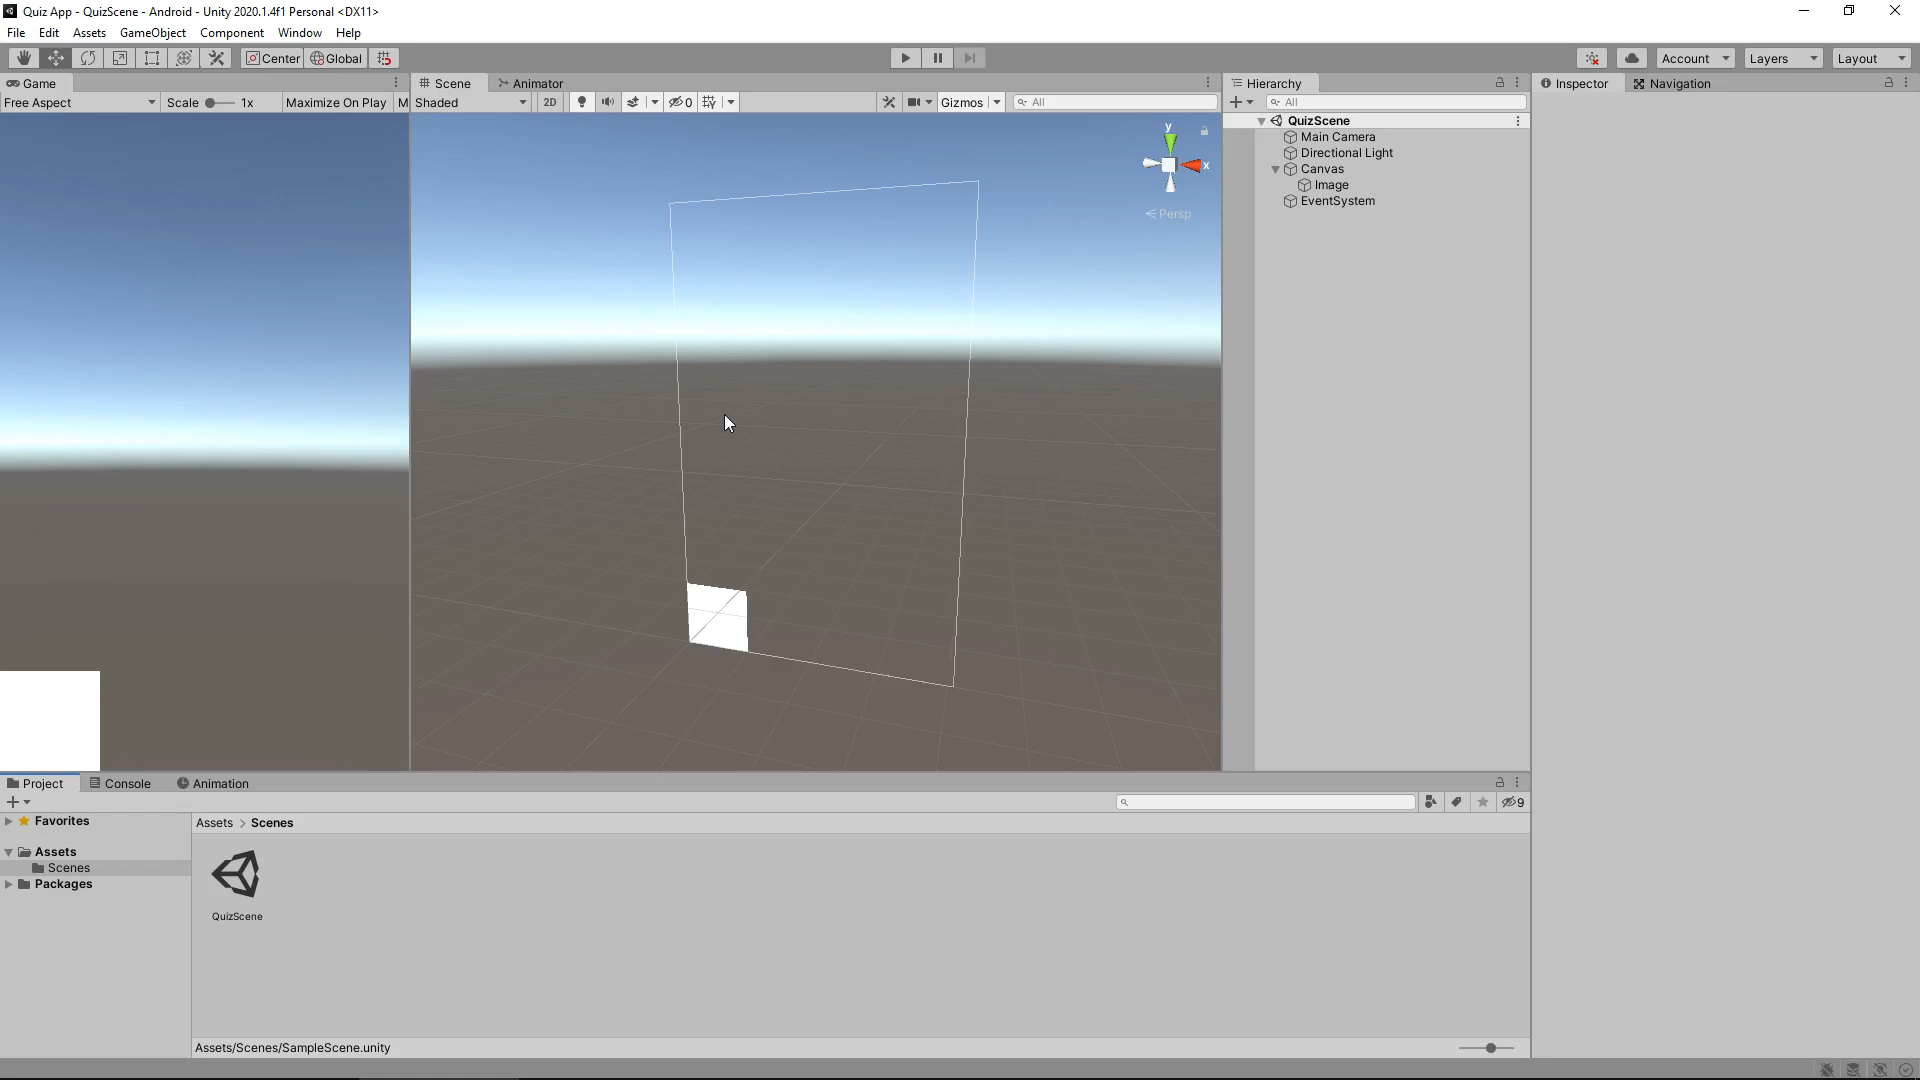 Quiz App - QuizScene - Android - Unity 2020.1.4f1 Personal <DX11>
File Edit Assets GameObject Component Window Help
Center Global Account Layers Layout
Game Scene Animator Hierarchy Inspector Navigation
Free Aspect Scale 1x Maximize On Play M Shaded 2D 0 Gizmos All All
QuizScene
Main Camera
Directional Light
Canvas
Image
EventSystem
y
x
Persp
Project Console Animation
9
Favorites
Assets > Scenes
Assets
Scenes
Packages
QuizScene
Assets/Scenes/SampleScene.unity